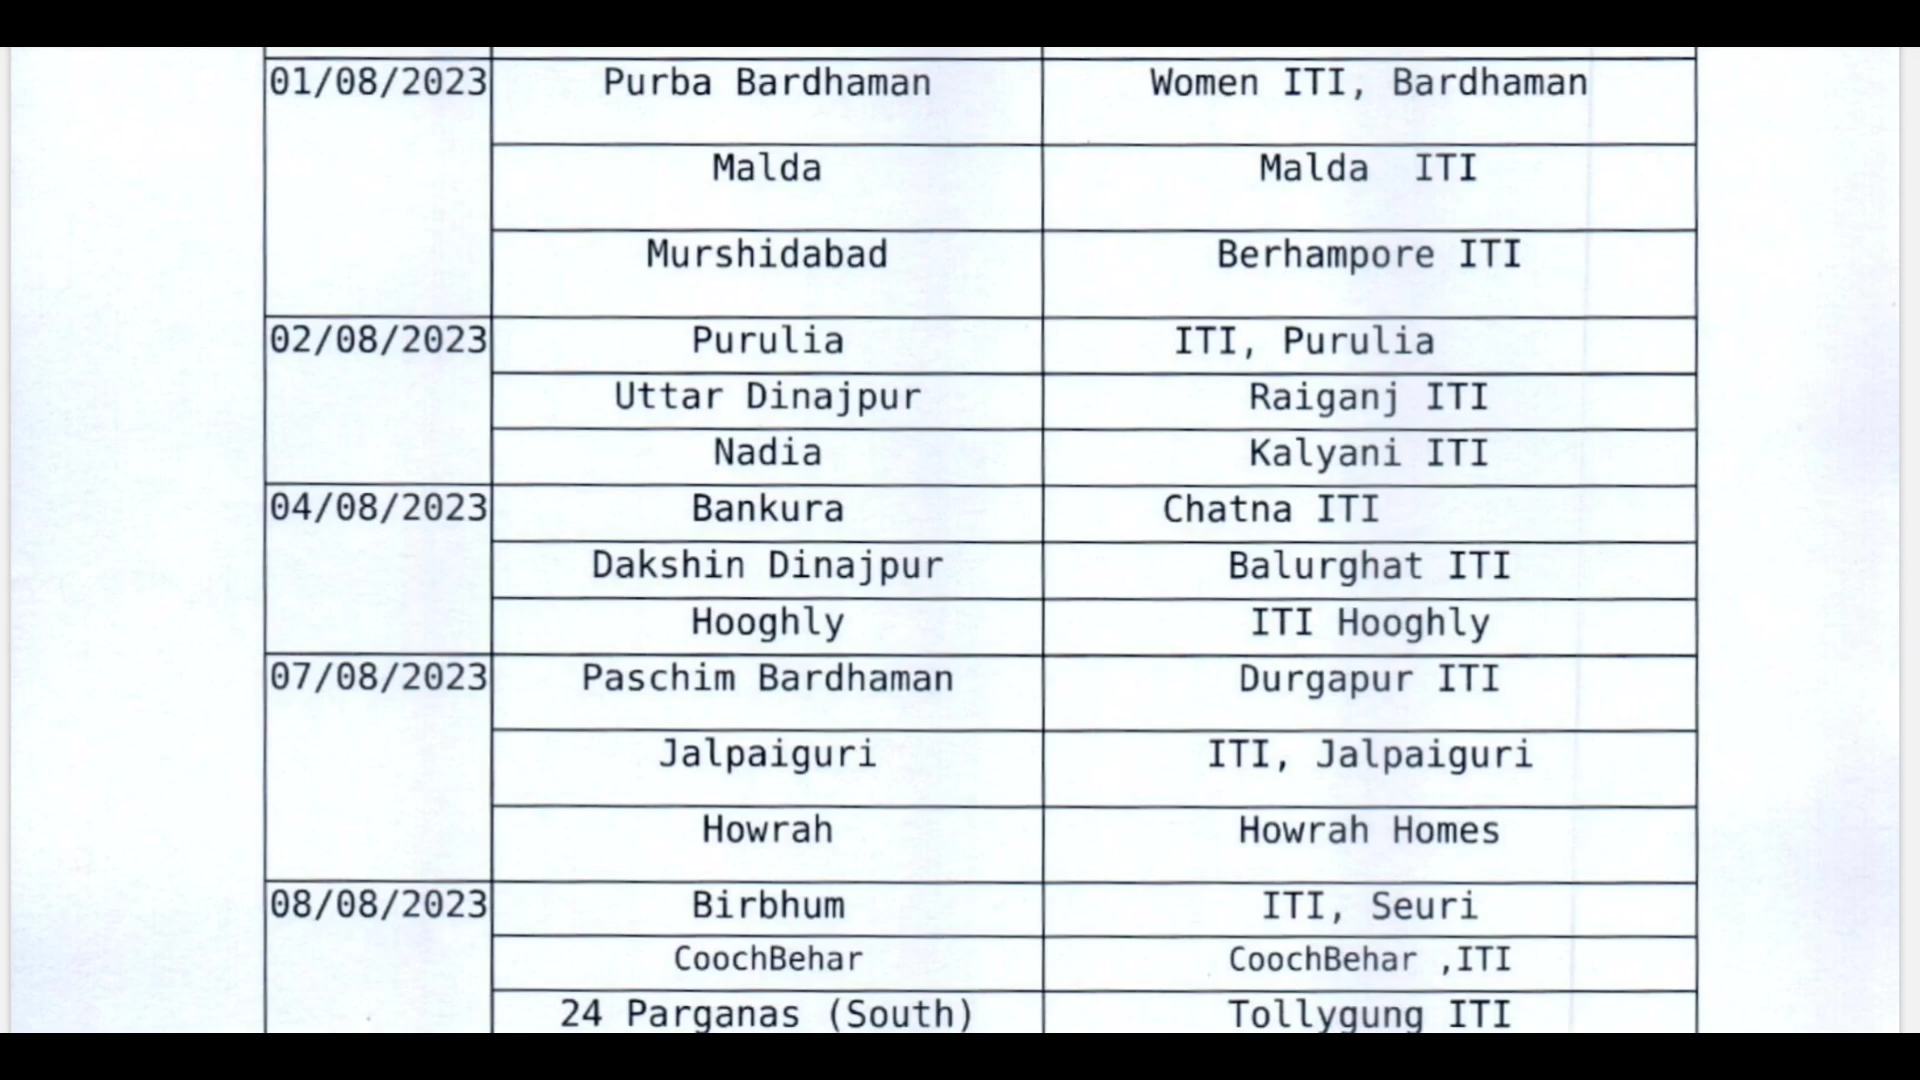 01/08/2023 Purba Bardhaman Women ITI, Bardhaman
Malda Malda ITI
Murshidabad Berhampore ITI
02/08/2023 Purulia ITI, Purulia
Uttar Dinajpur Raiganj ITI
Nadia Kalyani ITI
04/08/2023 Bankura Chatna ITI
Dakshin Dinajpur Balurghat ITI
Hooghly ITI Hooghly
07/08/2023 Paschim Bardhaman Durgapur ITI
Jalpaiguri ITI, Jalpaiguri
Howrah Howrah Homes
08/08/2023 Birbhum ITI, Seuri
CoochBehar CoochBehar ,ITI
24 Parganas (South) Tollygung ITI